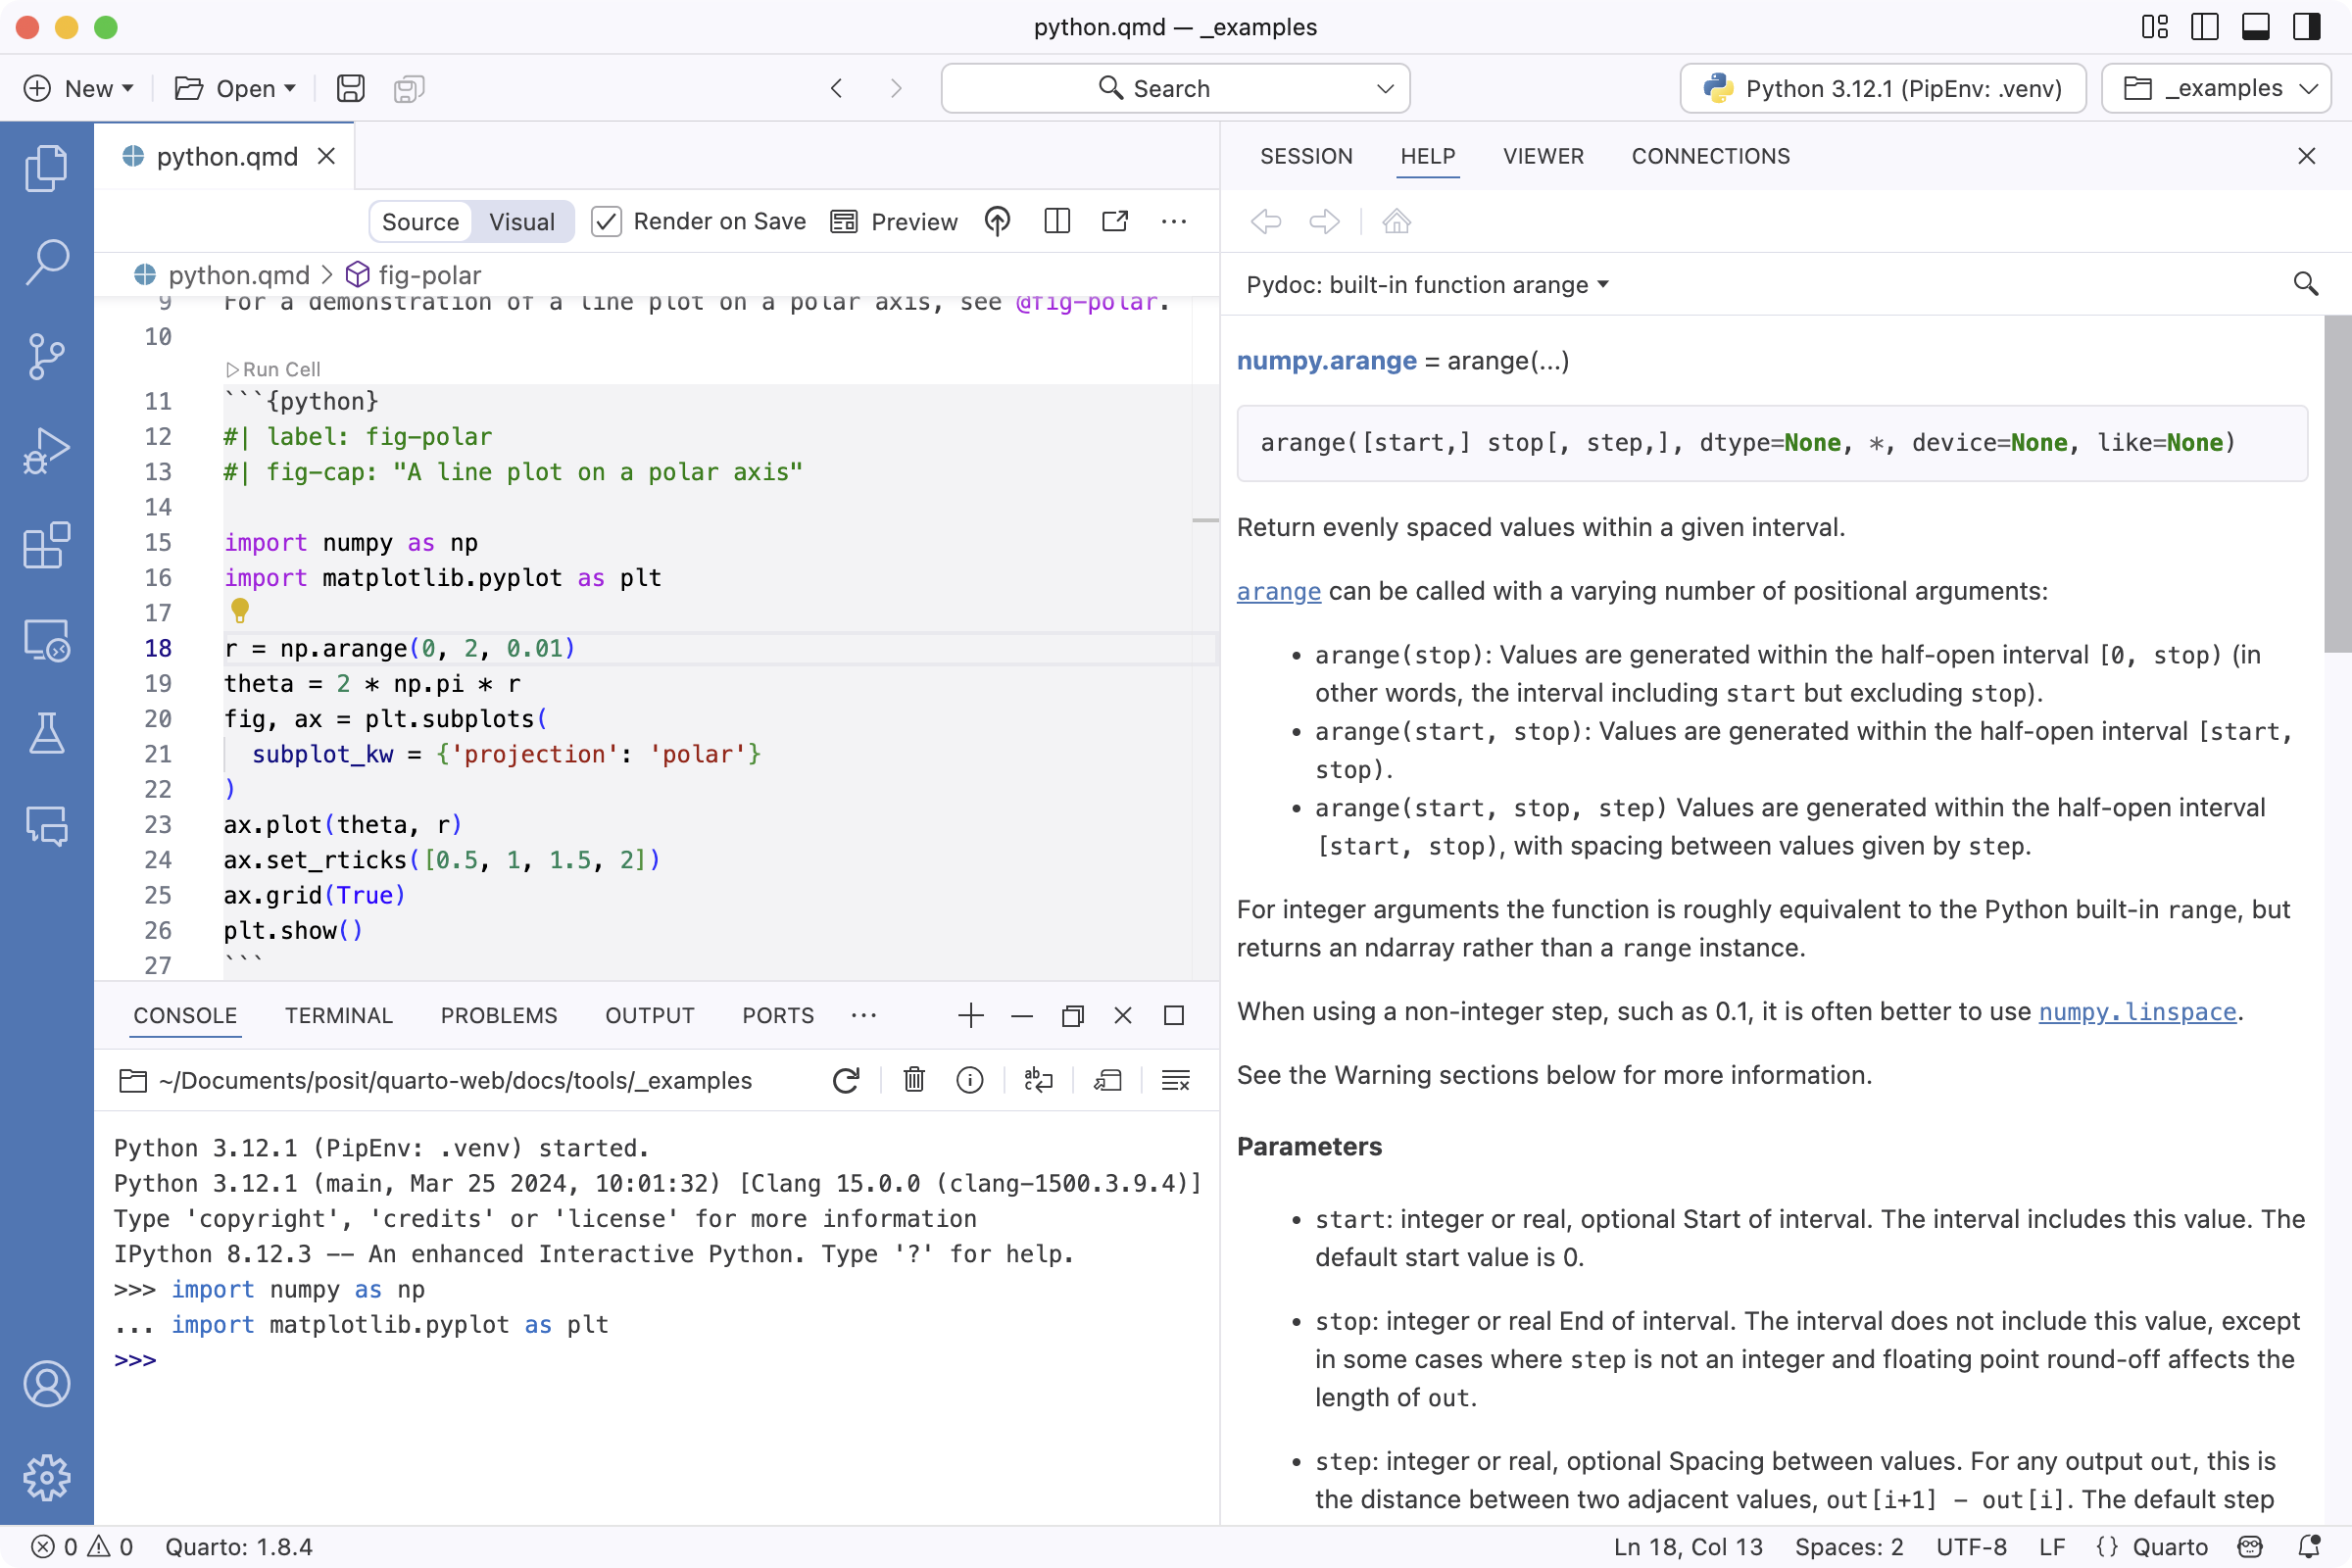 python.qmd — _examples
New
Open
Search
Python 3.12.1 (PipEnv: .venv)
_examples
python.qmd
Source
Visual
Render on Save
Preview
python.qmd
fig-polar
9 For a demonstration of a line plot on a polar axis, see @fig-polar.
10
Run Cell
11 ```{python}
12 #| label: fig-polar
13 #| fig-cap: "A line plot on a polar axis"
14
15 import numpy as np
16 import matplotlib.pyplot as plt
17
18 r = np.arange(0, 2, 0.01)
19 theta = 2 * np.pi * r
20 fig, ax = plt.subplots(
21   subplot_kw = {'projection': 'polar'}
22 )
23 ax.plot(theta, r)
24 ax.set_rticks([0.5, 1, 1.5, 2])
25 ax.grid(True)
26 plt.show()
27 ```
CONSOLE
TERMINAL
PROBLEMS
OUTPUT
PORTS
~/Documents/posit/quarto-web/docs/tools/_examples
Python 3.12.1 (PipEnv: .venv) started.
Python 3.12.1 (main, Mar 25 2024, 10:01:32) [Clang 15.0.0 (clang-1500.3.9.4)]
Type 'copyright', 'credits' or 'license' for more information
IPython 8.12.3 -- An enhanced Interactive Python. Type '?' for help.
>>> import numpy as np
... import matplotlib.pyplot as plt
>>>
SESSION
HELP
VIEWER
CONNECTIONS
Pydoc: built-in function arange
numpy.arange = arange(...)
arange([start,] stop[, step,], dtype=None, *, device=None, like=None)
Return evenly spaced values within a given interval.
arange can be called with a varying number of positional arguments:
• arange(stop): Values are generated within the half-open interval [0, stop) (in
other words, the interval including start but excluding stop).
• arange(start, stop): Values are generated within the half-open interval [start,
stop).
• arange(start, stop, step) Values are generated within the half-open interval
[start, stop), with spacing between values given by step.
For integer arguments the function is roughly equivalent to the Python built-in range, but
returns an ndarray rather than a range instance.
When using a non-integer step, such as 0.1, it is often better to use numpy.linspace.
See the Warning sections below for more information.
Parameters
• start: integer or real, optional Start of interval. The interval includes this value. The
default start value is 0.
• stop: integer or real End of interval. The interval does not include this value, except
in some cases where step is not an integer and floating point round-off affects the
length of out.
• step: integer or real, optional Spacing between values. For any output out, this is
the distance between two adjacent values, out[i+1] - out[i]. The default step
0
0
Quarto: 1.8.4
Ln 18, Col 13
Spaces: 2
UTF-8
LF
{} Quarto